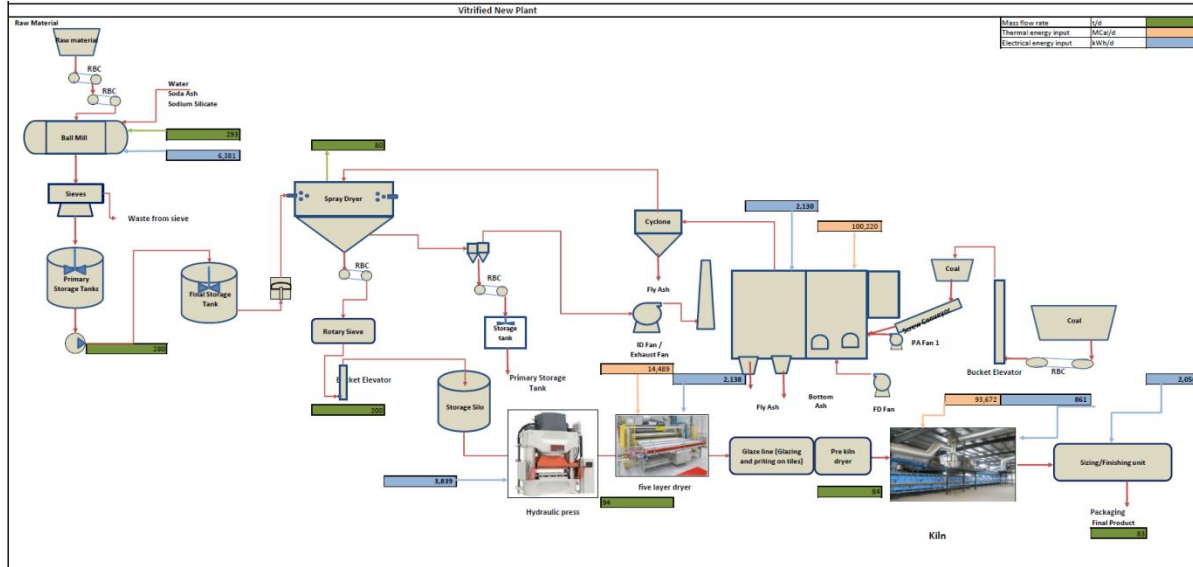 Vitrified New Plant
Raw Material
Mass flow rate t/d
Thermal energy input MCal/d
Electrical energy input kWh/d
Raw material
RBC
RBC
Water
Soda Ash
Sodium Silicate
Ball Mill
293
6,381
80
Sieves
Waste from sieve
Spray Dryer
Cyclone
2,130
100,220
Primary
Storage Tanks
Final Storage
Tank
RBC
RBC
Fly Ash
Coal
Coal
Screw Conveyor
PA Fan 1
Rotary Sieve
Storage
tank
ID Fan /
Exhaust Fan
Bucket Elevator
RBC
280
Bucket Elevator
Primary Storage
Tank
14,489
2,138
Fly Ash
Bottom
Ash
FD Fan
93,672
861
200
Storage Silo
Glaze line (Glazing
and priting on tiles)
Pre kiln
dryer
Sizing/Finishing unit
3,839
five layer dryer
94
84
Hydraulic press
Kiln
Packaging
Final Product
83